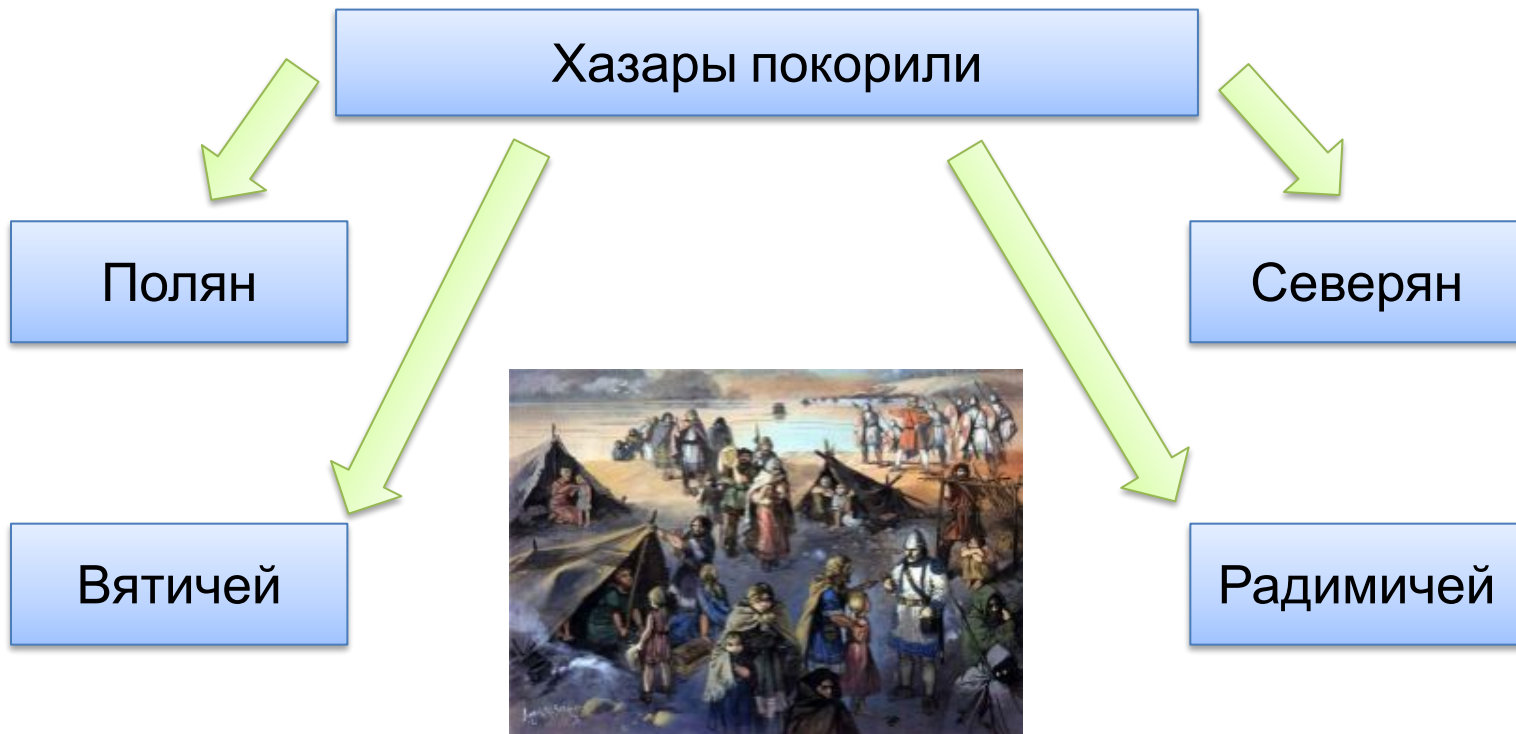 Хазары покорили
Полян
Северян
Вятичей
Радимичей